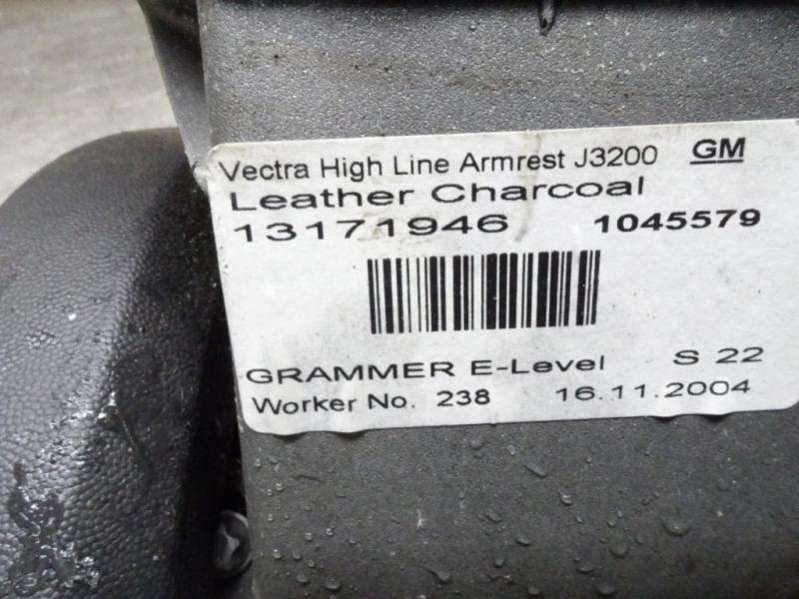 Vectra High Line Armrest J3200 GM
Leather Charcoal
13171946 1045579
GRAMMER E-Level S 22
Worker No. 238 16.11.2004